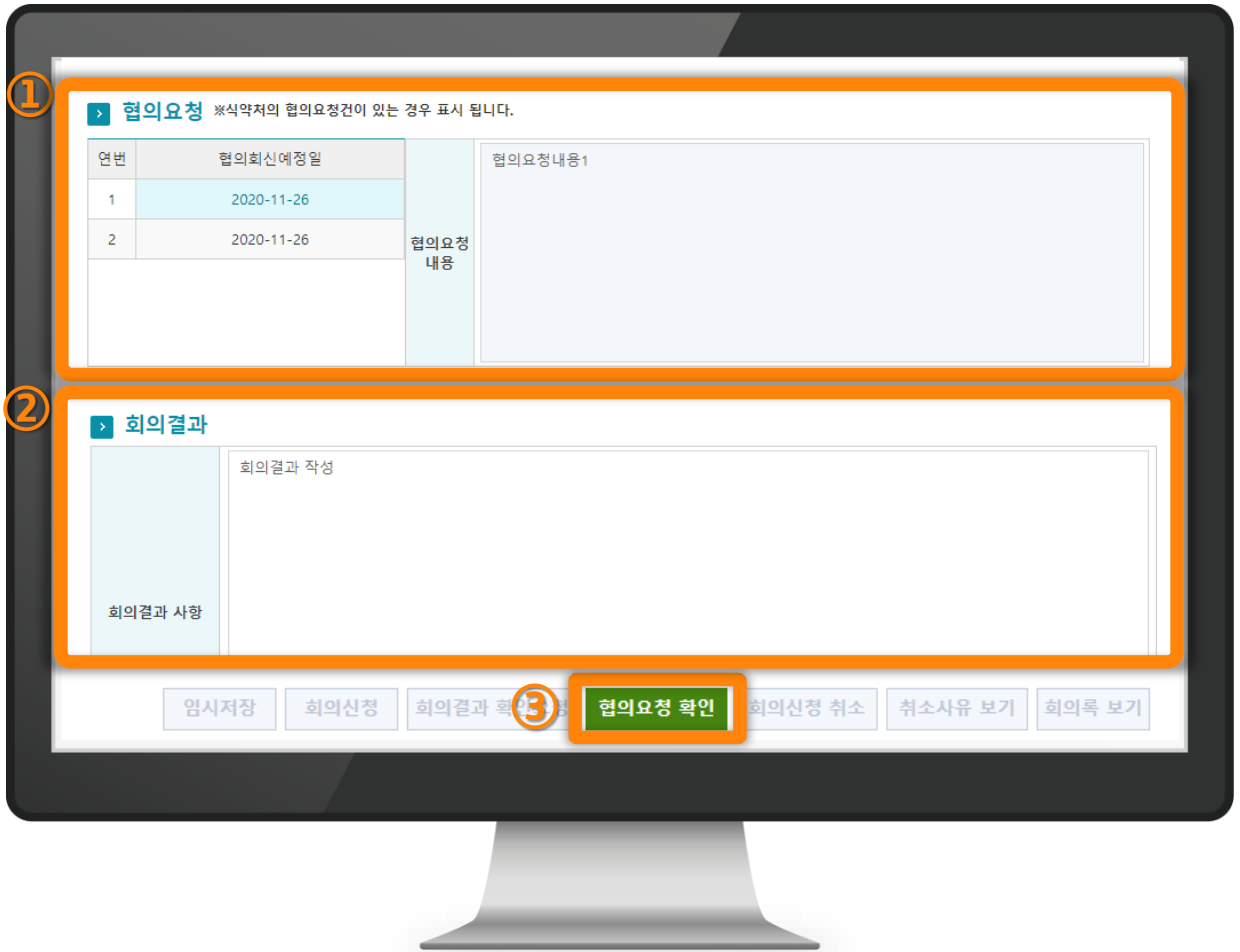 ①
협의요청 ※식약처의 협의요청건이 있는 경우 표시 됩니다.
연번 협의회신예정일
1 2020-11-26
2 2020-11-26
협의요청
내용
협의요청내용1
②
회의결과
회의결과 사항
회의결과 작성
③
임시저장 회의신청 회의결과 협의요청 확인 회의신청 취소 취소사유 보기 회의록 보기